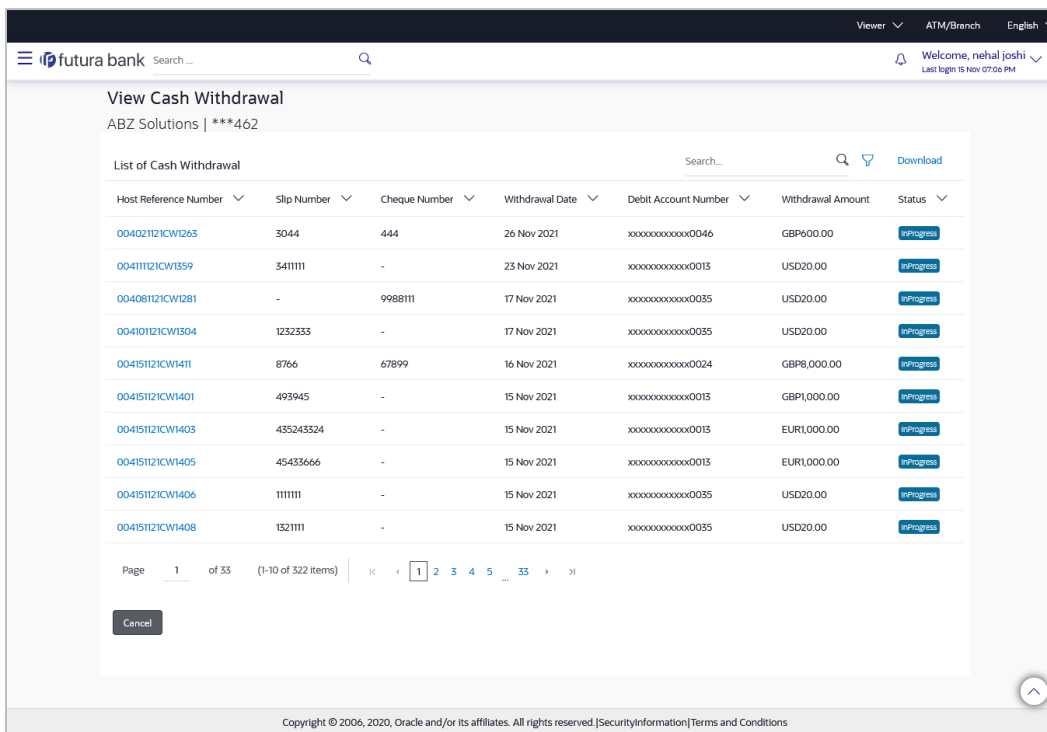 Viewer ATM/Branch English
futura bank Search ... Welcome, nehal joshi
Last login 15 Nov 07:06 PM
View Cash Withdrawal
ABZ Solutions | ***462
List of Cash Withdrawal Search... Download
Host Reference Number Slip Number Cheque Number Withdrawal Date Debit Account Number Withdrawal Amount Status
004021121CW1263 3044 444 26 Nov 2021 xxxxxxxxxxxx0046 GBP600.00 InProgress
004111121CW1359 3411111 - 23 Nov 2021 xxxxxxxxxxxx0013 USD20.00 InProgress
004081121CW1281 - 9988111 17 Nov 2021 xxxxxxxxxxxx0035 USD20.00 InProgress
004101121CW1304 1232333 - 17 Nov 2021 xxxxxxxxxxxx0035 USD20.00 InProgress
004151121CW1411 8766 67899 16 Nov 2021 xxxxxxxxxxxx0024 GBP8,000.00 InProgress
004151121CW1401 493945 - 15 Nov 2021 xxxxxxxxxxxx0013 GBP1,000.00 InProgress
004151121CW1403 435243324 - 15 Nov 2021 xxxxxxxxxxxx0013 EUR1,000.00 InProgress
004151121CW1405 45433666 - 15 Nov 2021 xxxxxxxxxxxx0013 EUR1,000.00 InProgress
004151121CW1406 1111111 - 15 Nov 2021 xxxxxxxxxxxx0035 USD20.00 InProgress
004151121CW1408 1321111 - 15 Nov 2021 xxxxxxxxxxxx0035 USD20.00 InProgress
Page 1 of 33 (1-10 of 322 items) 1 2 3 4 5 ... 33
Cancel
Copyright © 2006, 2020, Oracle and/or its affiliates. All rights reserved.|SecurityInformation|Terms and Conditions